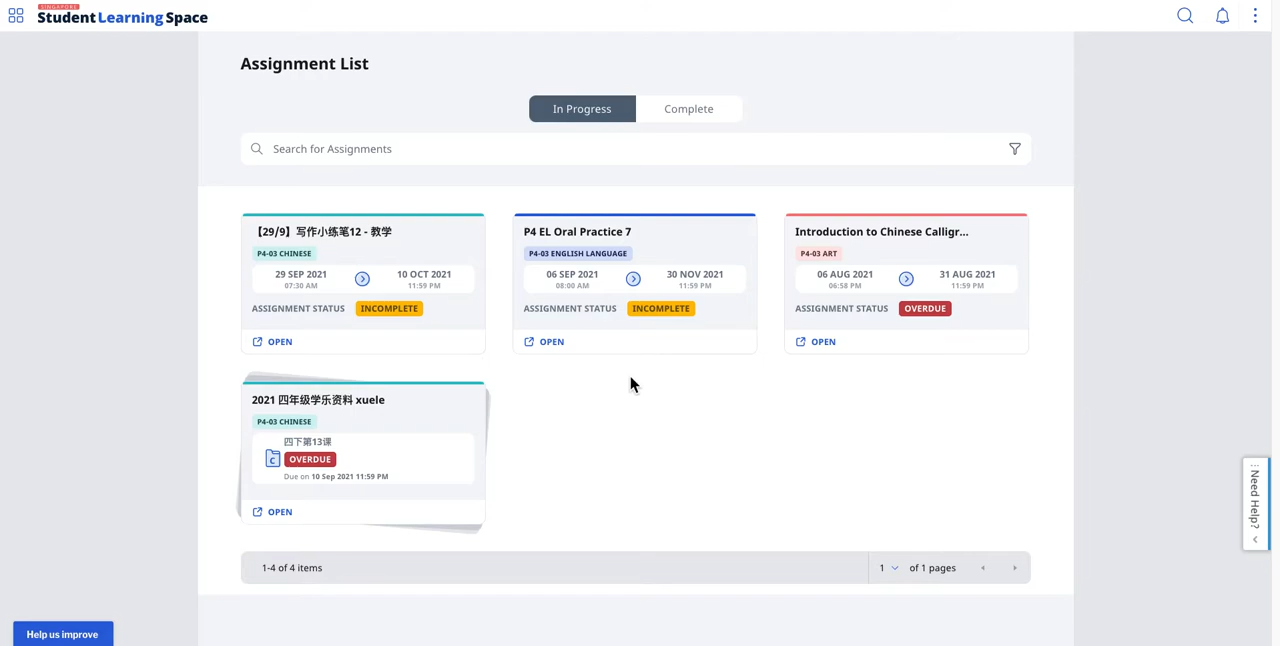 SINGAPORE
Student Learning Space
Assignment List
In Progress
Complete
Search for Assignments
【29/9】写作小练笔12 - 教学
P4-03 CHINESE
29 SEP 2021
07:30 AM
10 OCT 2021
11:59 PM
ASSIGNMENT STATUS
INCOMPLETE
OPEN
P4 EL Oral Practice 7
P4-03 ENGLISH LANGUAGE
06 SEP 2021
08:00 AM
30 NOV 2021
11:59 PM
ASSIGNMENT STATUS
INCOMPLETE
OPEN
Introduction to Chinese Calligr...
P4-03 ART
06 AUG 2021
06:58 PM
31 AUG 2021
11:59 PM
ASSIGNMENT STATUS
OVERDUE
OPEN
2021 四年级学乐资料 xuele
P4-03 CHINESE
四下第13课
C
OVERDUE
Due on 10 Sep 2021 11:59 PM
OPEN
1-4 of 4 items
1
of 1 pages
Need Help?
Help us improve